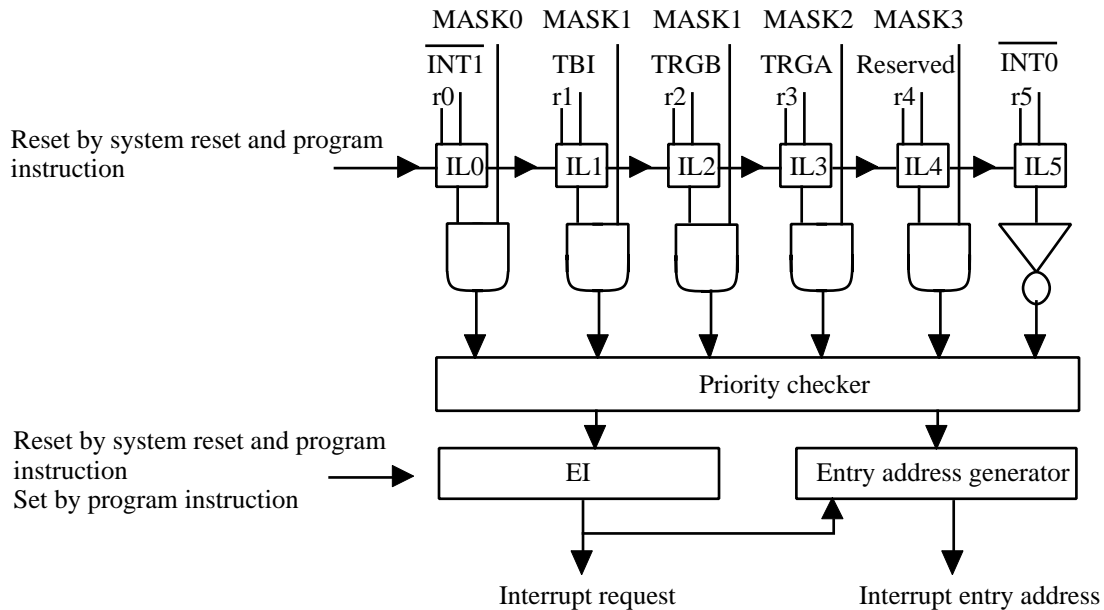 MASK0 MASK1 MASK1 MASK2 MASK3
INT1 TBI TRGB TRGA Reserved INT0
r0 r1 r2 r3 r4 r5
Reset by system reset and program
instruction
IL0 IL1 IL2 IL3 IL4 IL5
Priority checker
Reset by system reset and program
instruction
Set by program instruction
EI
Entry address generator
Interrupt request
Interrupt entry address